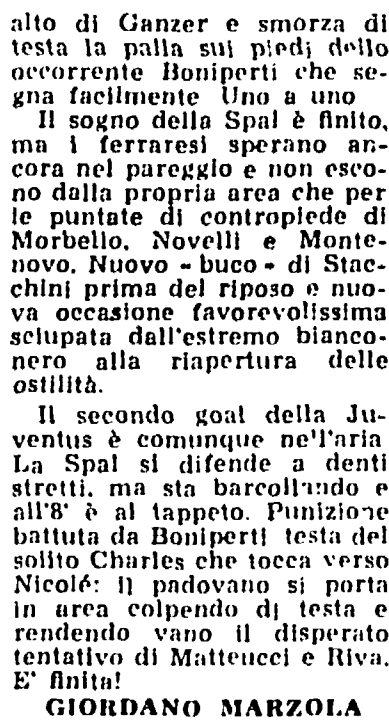 alto di Ganzer e smorza di
testa la palla sui piedi dello
occorrente Boniperti che se-
gna facilmente Uno a uno
Il sogno della Spal è finito,
ma i ferraresi sperano an-
cora nel pareggio e non esco-
no dalla propria area che per
le puntate di contropiede di
Morbello, Novelli e Monte-
novo. Nuovo « buco » di Stac-
chini prima del riposo e nuo-
va occasione favorevolissima
sciupata dall'estremo bianco-
nero alla riapertura delle
ostilità.
Il secondo goal della Ju-
ventus è comunque nell'aria
La Spal si difende a denti
stretti, ma sta barcollando e
all'8' è al tappeto. Punizione
battuta da Boniperti testa del
solito Charles che tocca verso
Nicolé: il padovano si porta
in area colpendo di testa e
rendendo vano il disperato
tentativo di Matteucci e Riva.
E' finita!
GIORDANO MARZOLA